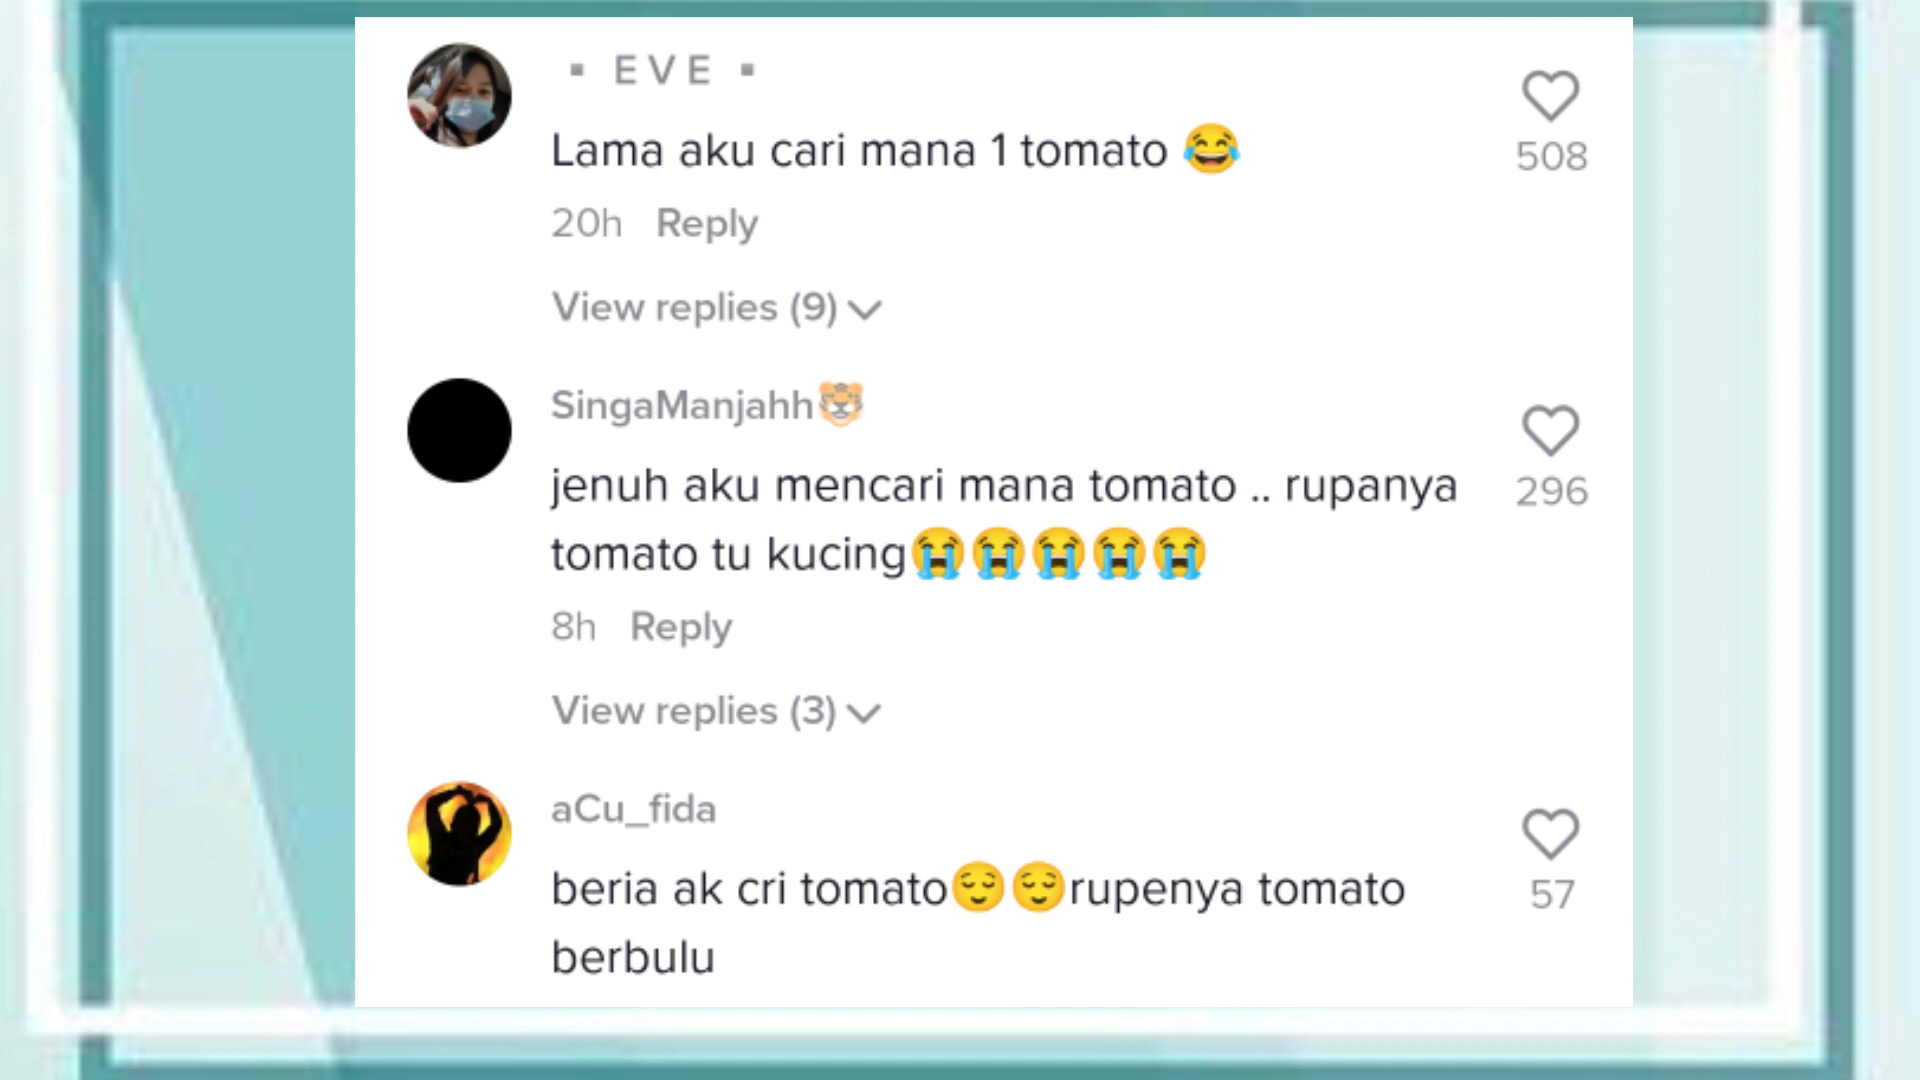 ▪ E V E ▪
Lama aku cari mana 1 tomato 😂
508
20h Reply
View replies (9)
SingaManjahh🐯
jenuh aku mencari mana tomato .. rupanya
296
tomato tu kucing😭😭😭😭😭
8h Reply
View replies (3)
aCu_fida
beria ak cri tomato😌😌rupenya tomato
57
berbulu